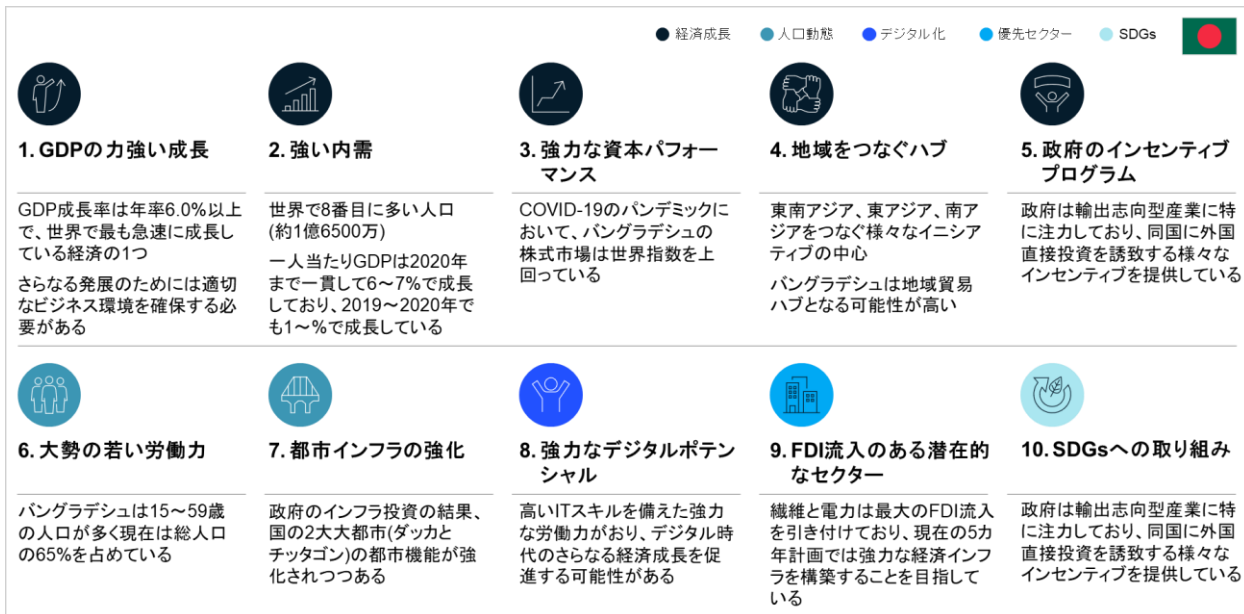 経済成長 人口動態 デジタル化 優先セクター SDGs
1. GDPの力強い成長
GDP成長率は年率6.0%以上
で、世界で最も急速に成長し
ている経済の1つ
さらなる発展のためには適切
なビジネス環境を確保する必
要がある
2. 強い内需
世界で8番目に多い人口
(約1億6500万)
一人当たりGDPは2020年
まで一貫して6～7%で成長
しており、2019～2020年で
も1～%で成長している
3. 強力な資本パフォー
マンス
COVID-19のパンデミックに
おいて、バングラデシュの
株式市場は世界指数を上
回っている
4. 地域をつなぐハブ
東南アジア、東アジア、南ア
ジアをつなぐ様々なイニシア
ティブの中心
バングラデシュは地域貿易
ハブとなる可能性が高い
5. 政府のインセンティブ
プログラム
政府は輸出志向型産業に特
に注力しており、同国に外国
直接投資を誘致する様々な
インセンティブを提供している
6. 大勢の若い労働力
バングラデシュは15～59歳
の人口が多く現在は総人口
の65%を占めている
7. 都市インフラの強化
政府のインフラ投資の結果、
国の2大大都市(ダッカと
チッタゴン)の都市機能が強
化されつつある
8. 強力なデジタルポテ
ンシャル
高いITスキルを備えた強力
な労働力がおり、デジタル時
代のさらなる経済成長を促
進する可能性がある
9. FDI流入のある潜在的
なセクター
繊維と電力は最大のFDI流入
を引き付けており、現在の5カ
年計画では強力な経済インフ
ラを構築することを目指して
いる
10. SDGsへの取り組み
政府は輸出志向型産業に特
に注力しており、同国に外国
直接投資を誘致する様々な
インセンティブを提供している